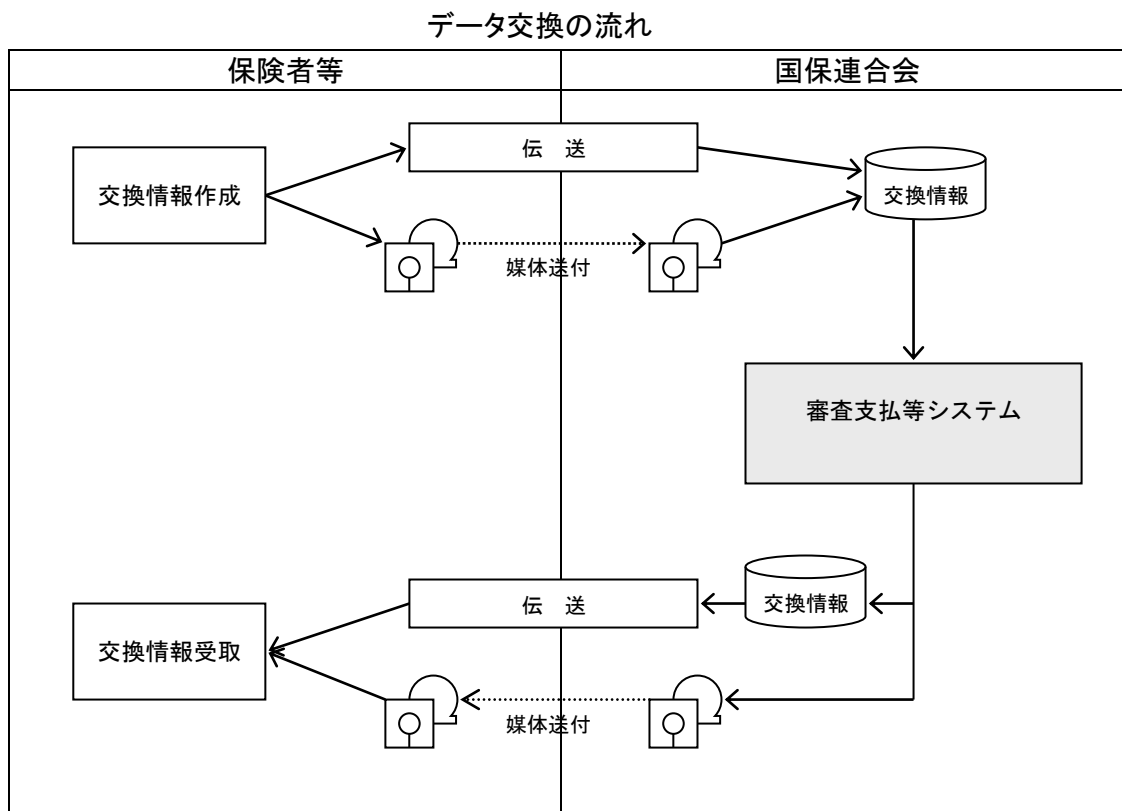 データ交換の流れ
保険者等
国保連合会
伝　送
交換情報作成
交換情報
媒体送付
審査支払等システム
伝　送
交換情報
交換情報受取
媒体送付